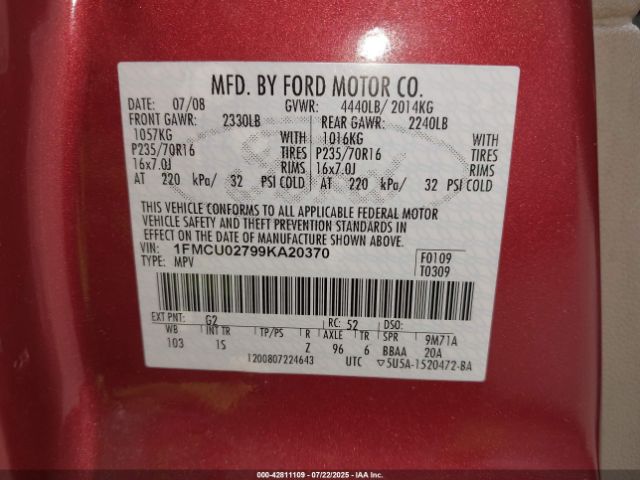 MFD. BY FORD MOTOR CO.
DATE: 07/08 GVWR: 4440LB/ 2014KG
FRONT GAWR: 2330LB REAR GAWR: 2240LB
1057KG WITH 1016KG WITH
P235/70R16 TIRES P235/70R16 TIRES
16x7.0J RIMS 16x7.0J RIMS
AT 220 kPa/ 32 PSI COLD AT 220 kPa/ 32 PSI COLD
THIS VEHICLE CONFORMS TO ALL APPLICABLE FEDERAL MOTOR
VEHICLE SAFETY AND THEFT PREVENTION STANDARDS IN
EFFECT ON THE DATE OF MANUFACTURE SHOWN ABOVE.
VIN: 1FMCU02799KA20370 F0109
TYPE: MPV T0309
EXT PNT: G2 RC: 52 DSO:
WB INT TR TP/PS R AXLE TR SPR 9M71A
103 IS Z 96 6 BBAA 20A
1200807224643 UTC ▽5U5A-1520472-BA
000-42811109 | 07/22/2025 | IAAI.COM